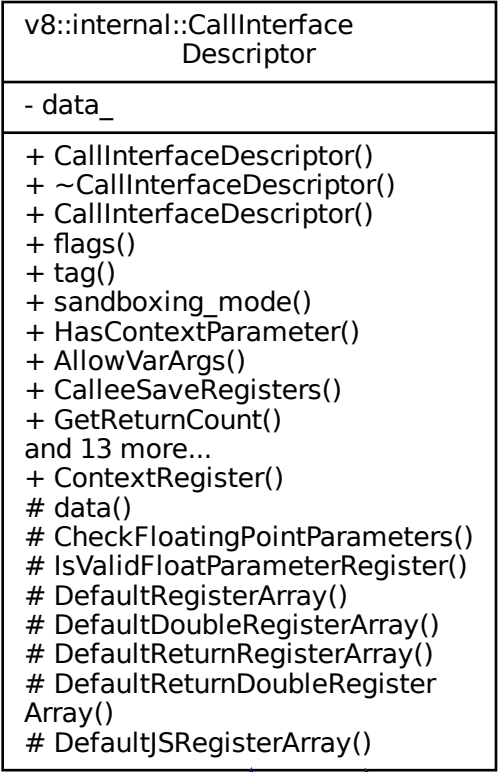 v8::internal::CallInterface
Descriptor
- data_
+ CallInterfaceDescriptor()
+ ~CallInterfaceDescriptor()
+ CallInterfaceDescriptor()
+ flags()
+ tag()
+ sandboxing_mode()
+ HasContextParameter()
+ AllowVarArgs()
+ CalleeSaveRegisters()
+ GetReturnCount()
and 13 more...
+ ContextRegister()
# data()
# CheckFloatingPointParameters()
# IsValidFloatParameterRegister()
# DefaultRegisterArray()
# DefaultDoubleRegisterArray()
# DefaultReturnRegisterArray()
# DefaultReturnDoubleRegister
Array()
# DefaultJSRegisterArray()